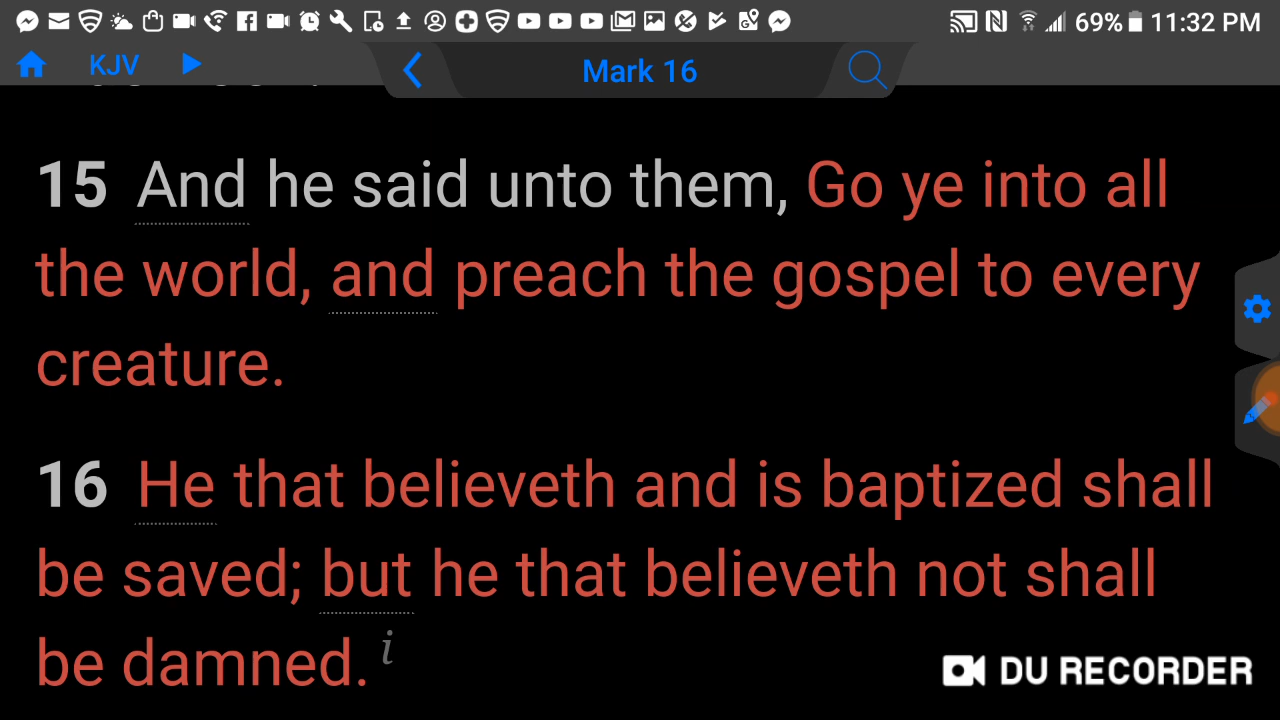 69% 11:32 PM
KJV Mark 16
15 And he said unto them, Go ye into all
the world, and preach the gospel to every
creature.
16 He that believeth and is baptized shall
be saved; but he that believeth not shall
be damned. i
DU RECORDER